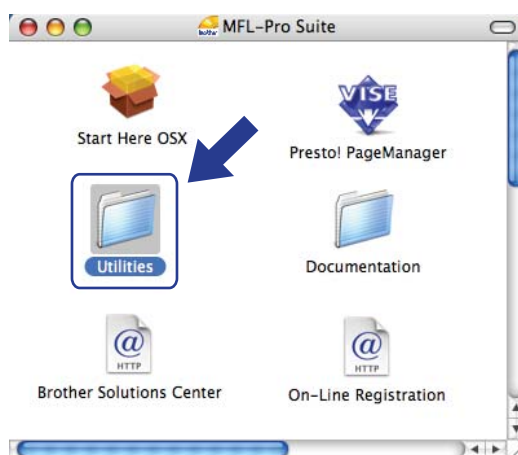 MFL-Pro Suite
Start Here OSX
VISE
Presto! PageManager
Utilities
Documentation
@
HTTP
@
HTTP
Brother Solutions Center
On-Line Registration